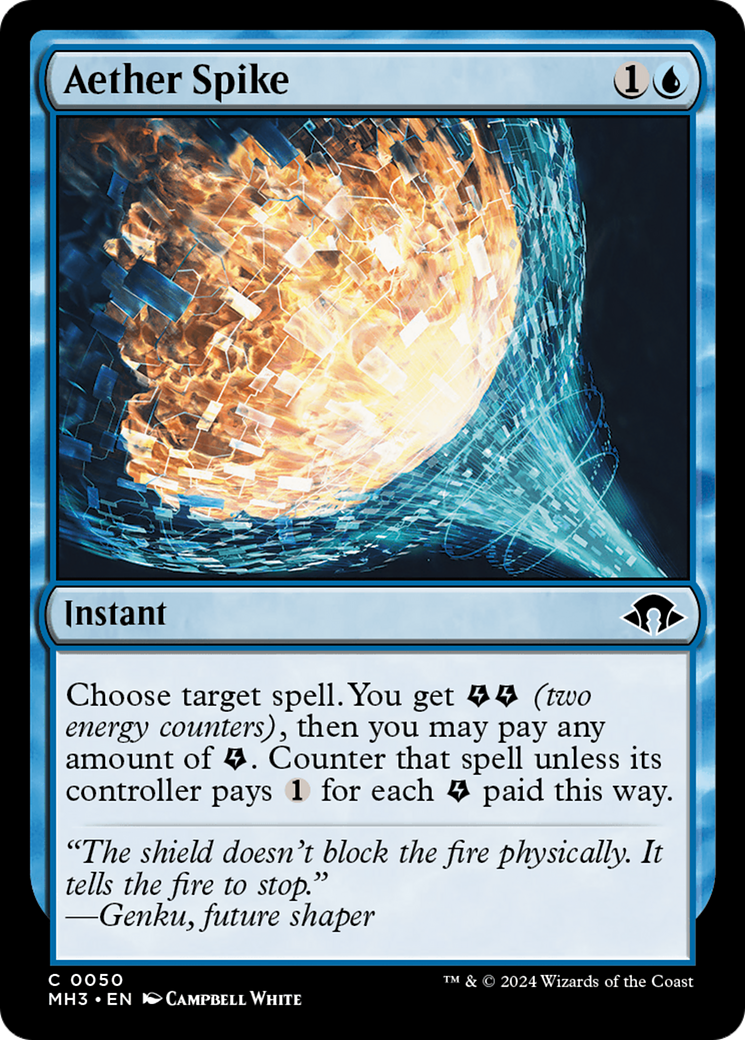 Aether Spike 1
Instant
Choose target spell. You get (two
energy counters), then you may pay any
amount of . Counter that spell unless its
controller pays 1 for each paid this way.
“The shield doesn’t block the fire physically. It
tells the fire to stop.”
—Genku, future shaper
C 0050
MH3 • EN Campbell White
™ & © 2024 Wizards of the Coast